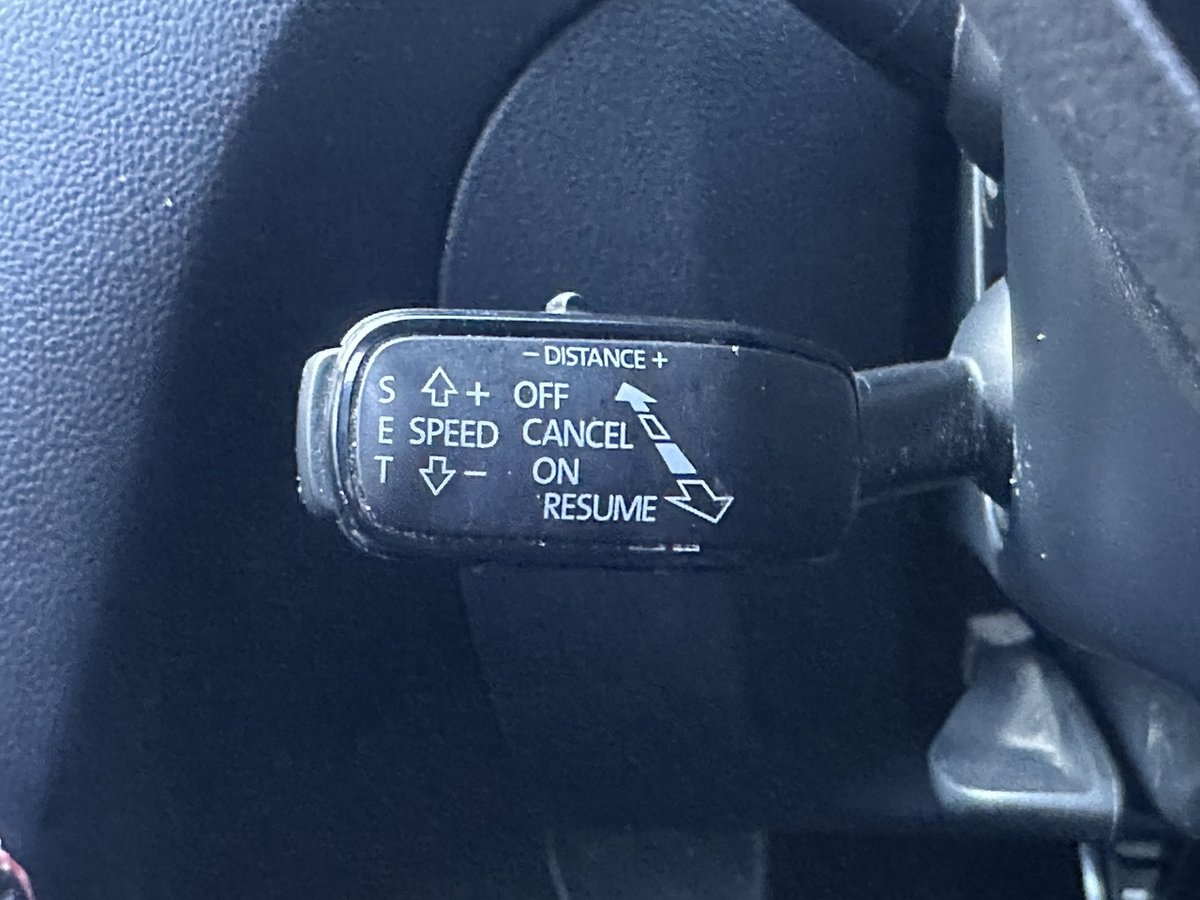 - DISTANCE +
S + OFF
E SPEED CANCEL
T - ON
RESUME